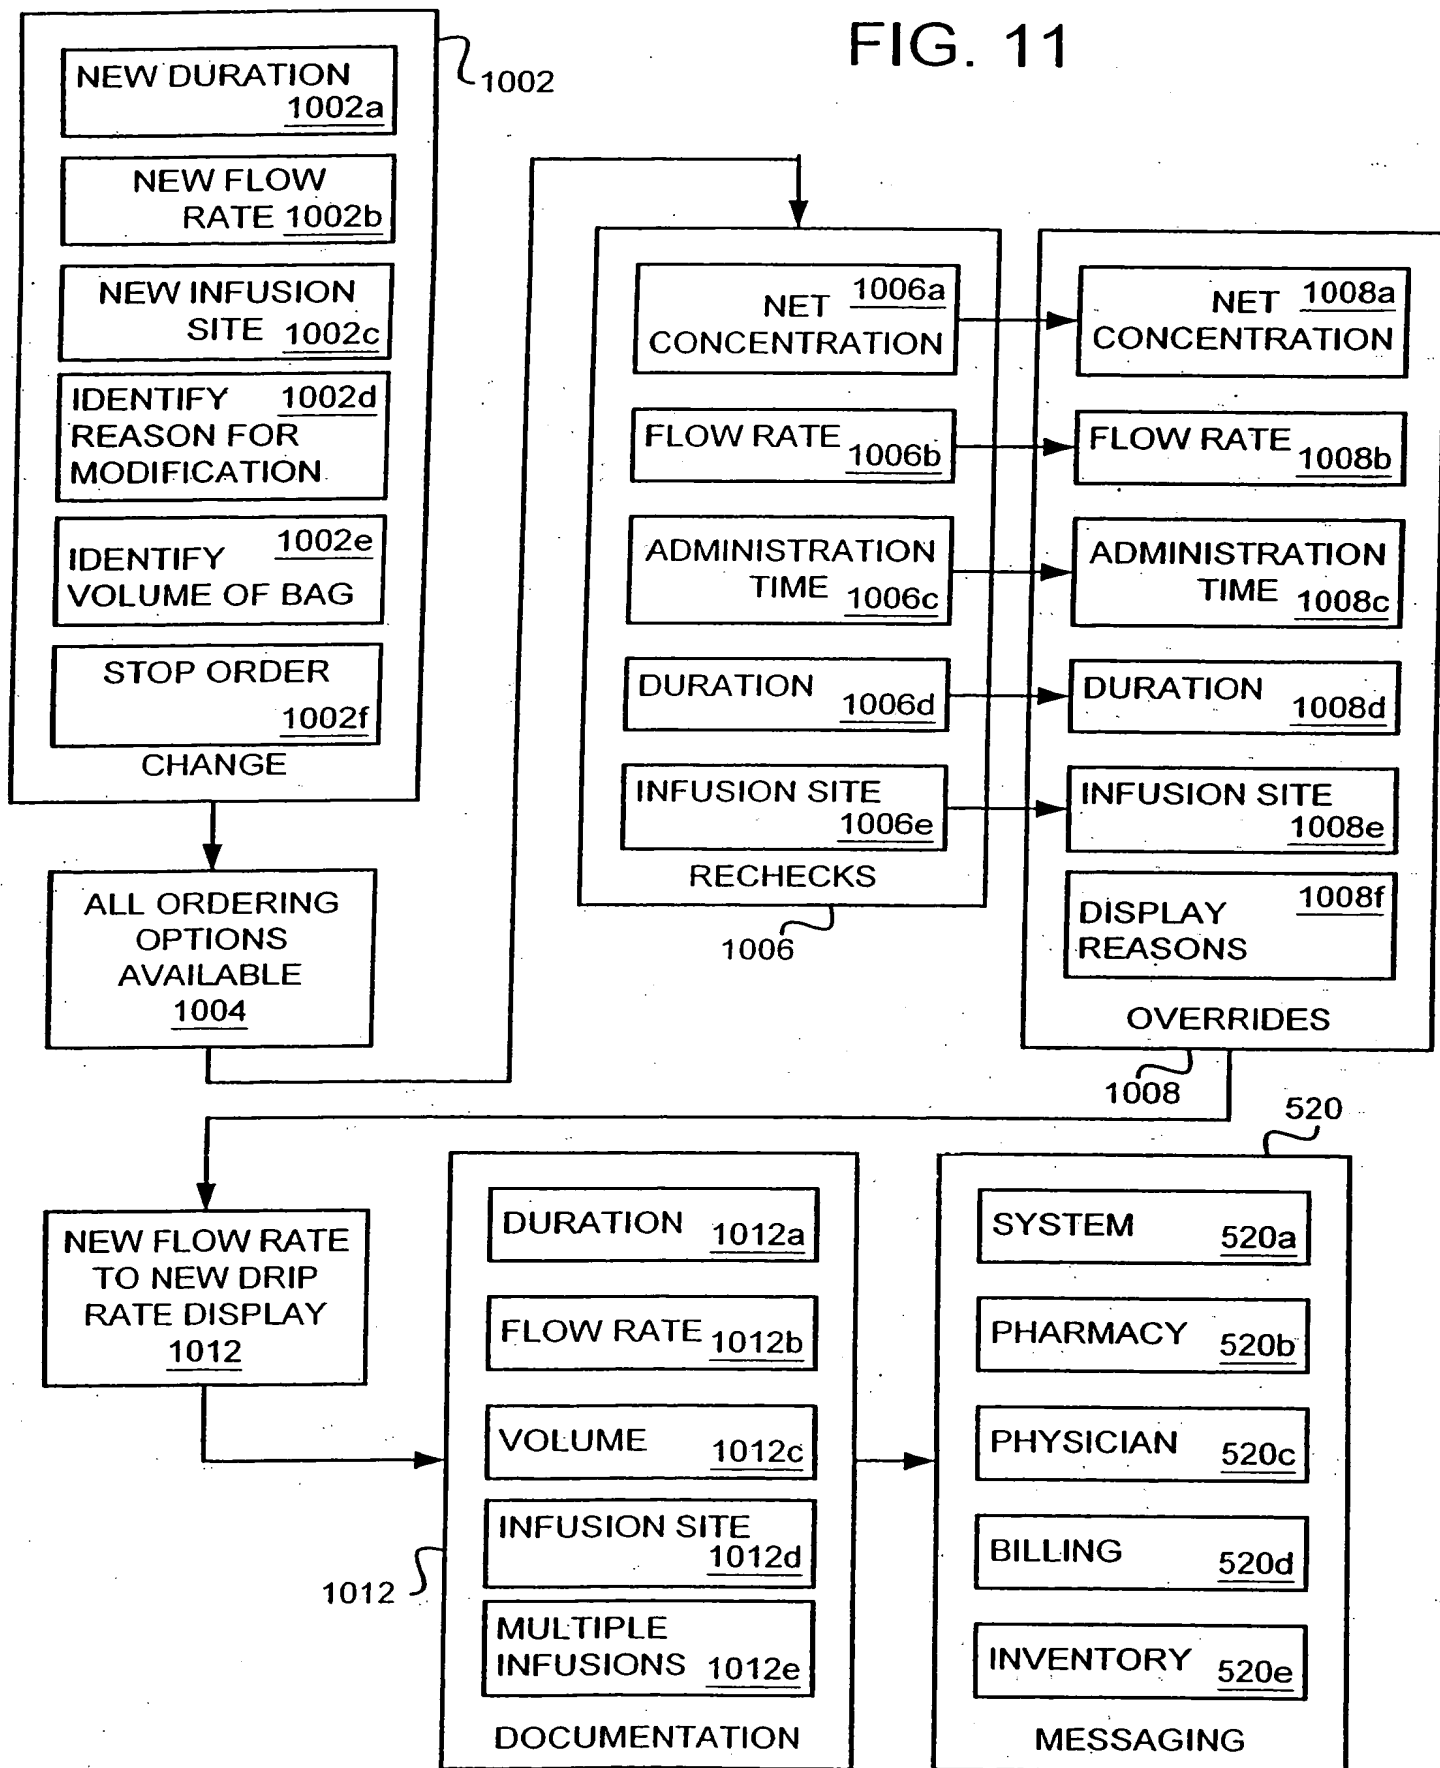 FIG. 11
NEW DURATION
1002a
NEW FLOW
RATE 1002b
NEW INFUSION
SITE 1002c
IDENTIFY 1002d
REASON FOR
MODIFICATION
1002e
IDENTIFY
VOLUME OF BAG
STOP ORDER
1002f
CHANGE
1002
ALL ORDERING
OPTIONS
AVAILABLE
1004
NET 1006a
CONCENTRATION
FLOW RATE 1006b
ADMINISTRATION
TIME 1006c
DURATION 1006d
INFUSION SITE
1006e
RECHECKS
1006
NET 1008a
CONCENTRATION
FLOW RATE 1008b
ADMINISTRATION
TIME 1008c
DURATION 1008d
INFUSION SITE
1008e
1008f
DISPLAY
REASONS
OVERRIDES
1008
NEW FLOW RATE
TO NEW DRIP
RATE DISPLAY
1012
DURATION 1012a
FLOW RATE 1012b
VOLUME 1012c
INFUSION SITE
1012d
MULTIPLE
INFUSIONS 1012e
DOCUMENTATION
1012
520
SYSTEM 520a
PHARMACY 520b
PHYSICIAN 520c
BILLING 520d
INVENTORY 520e
MESSAGING